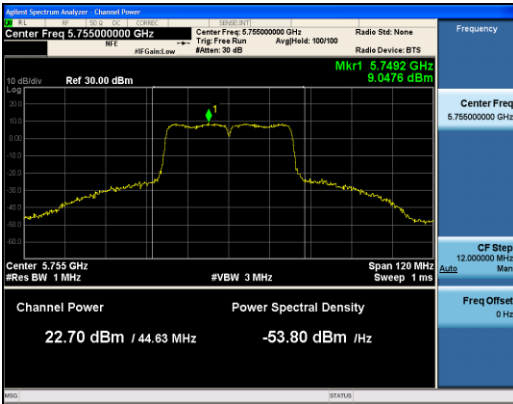 Agilent Spectrum Analyzer - Channel Power
RL RF 50 Ω DC CORREC SENSE:INT
Center Freq 5.755000000 GHz
NFE
#IFGain:Low
Center Freq: 5.755000000 GHz
Trig: Free Run Avg|Hold: 100/100
#Atten: 30 dB
Radio Std: None
Radio Device: BTS
Frequency
Mkr1 5.7492 GHz
9.0476 dBm
10 dB/div Ref 30.00 dBm
Log
20.0
10.0
0.00
-10.0
-20.0
-30.0
-40.0
-50.0
-60.0
1
Center Freq
5.755000000 GHz
Center 5.755 GHz Span 120 MHz
#Res BW 1 MHz #VBW 3 MHz Sweep 1 ms
CF Step
12.000000 MHz
Auto Man
Channel Power Power Spectral Density
22.70 dBm / 44.63 MHz -53.80 dBm /Hz
Freq Offset
0 Hz
MSG STATUS